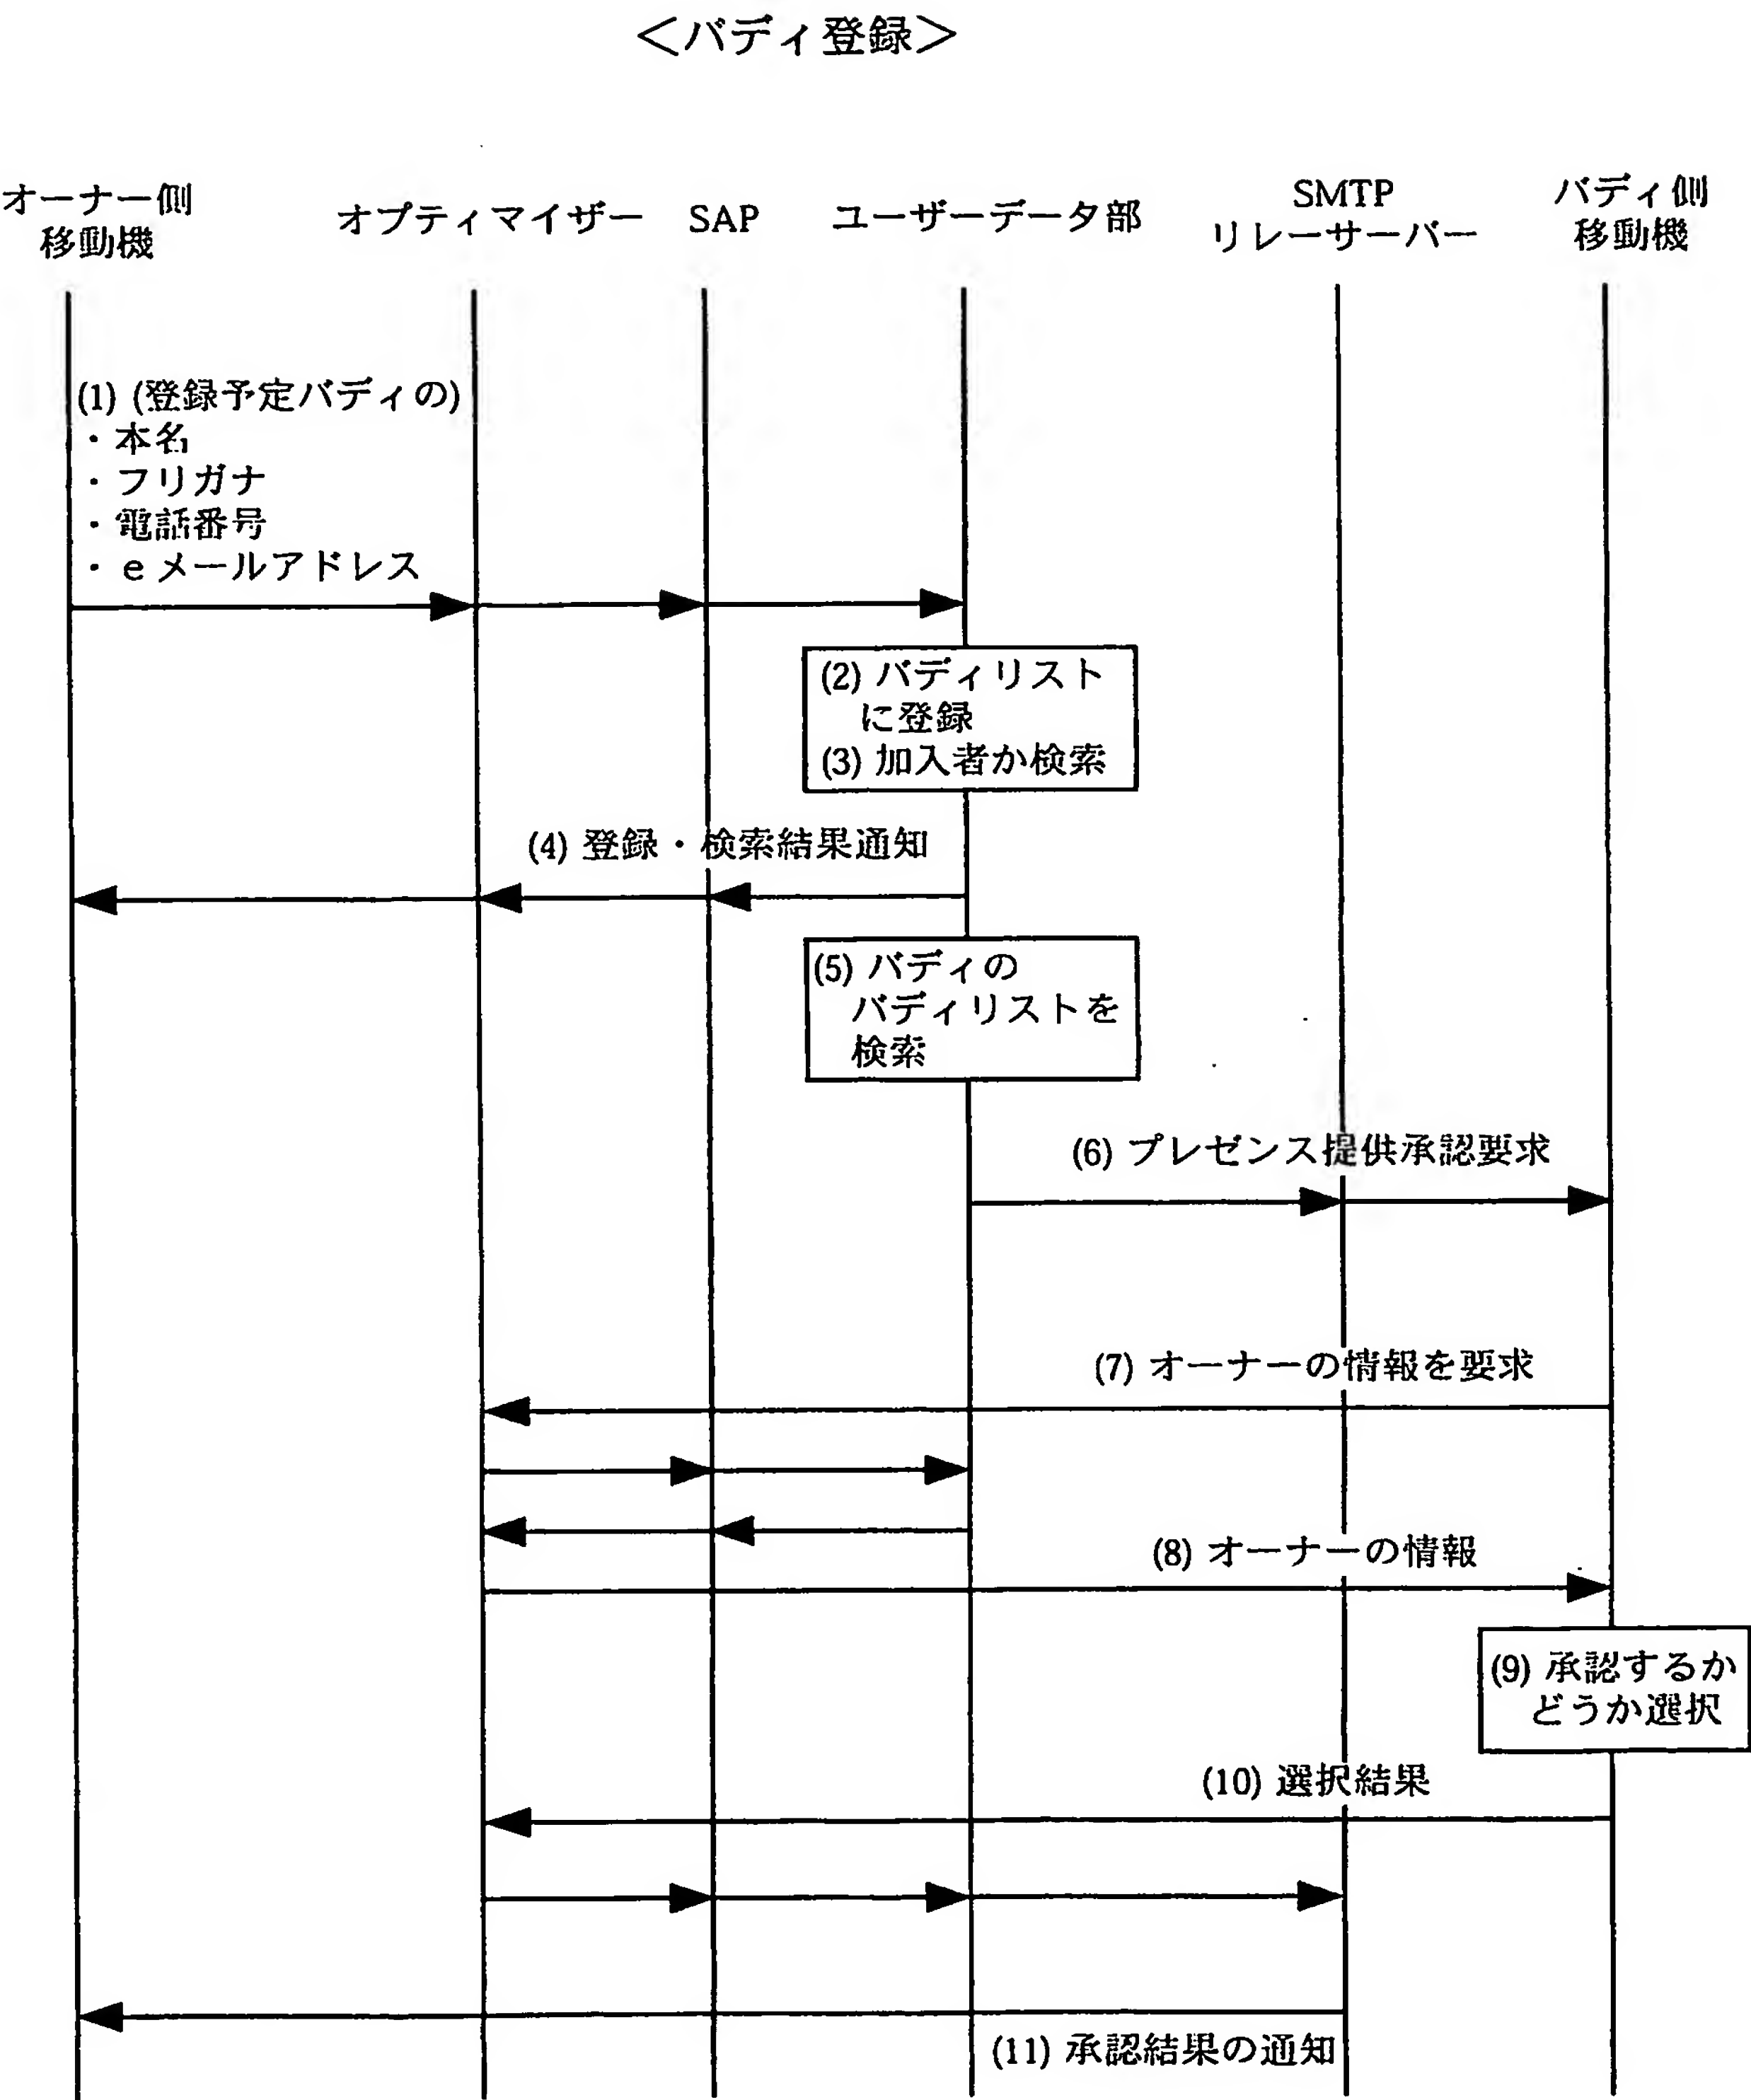 ＜バディ登録＞
オーナー側
移動機
オプティマイザー
SAP
ユーザーデータ部
SMTP
リレーサーバー
バディ側
移動機
(1) (登録予定バディの)
・本名
・フリガナ
・電話番号
・eメールアドレス
(2) バディリスト
に登録
(3) 加入者か検索
(4) 登録・検索結果通知
(5) バディの
バディリストを
検索
(6) プレゼンス提供承認要求
(7) オーナーの情報を要求
(8) オーナーの情報
(9) 承認するか
どうか選択
(10) 選択結果
(11) 承認結果の通知